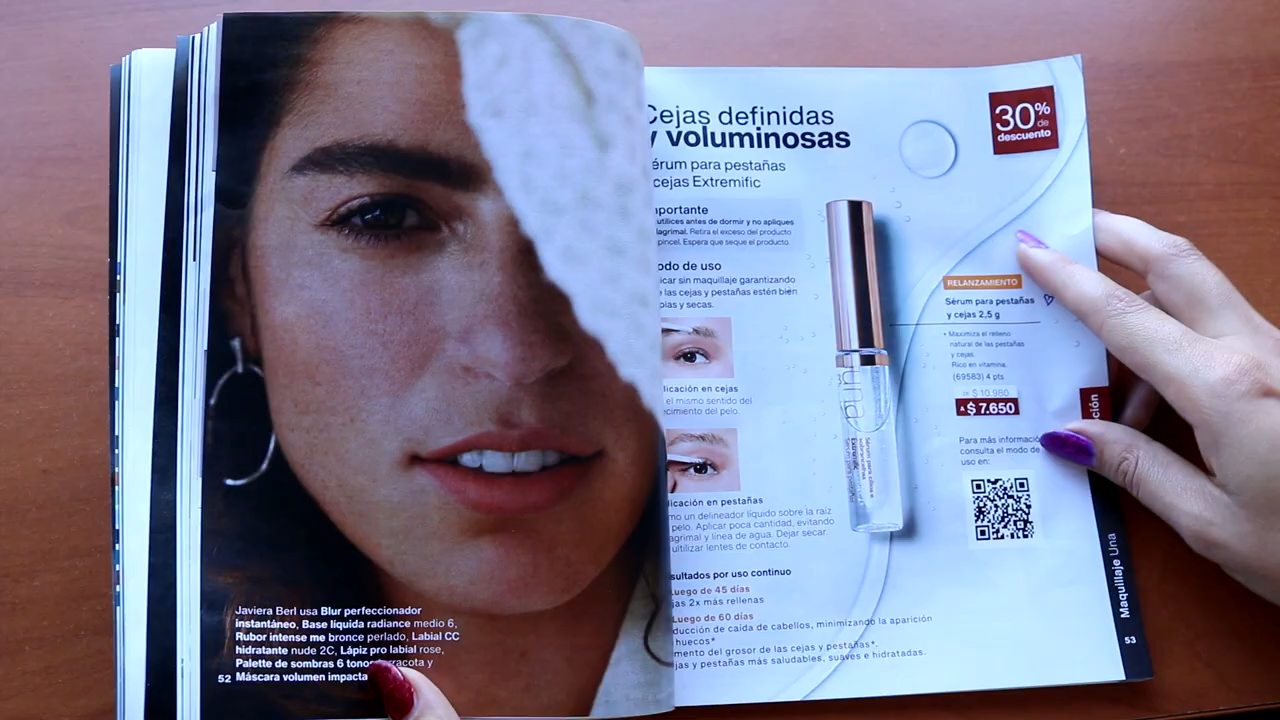 Javiera Berl usa Blur perfeccionador
instantáneo, Base líquida radiance medio 6,
Rubor intense me bronce perlado, Labial CC
hidratante nude 2C, Lápiz pro labial rose,
Palette de sombras 6 tonos
y
52 Máscara volumen impacta
Cejas definidas
y voluminosas
érum para pestañas
cejas Extremific
portante
utilices antes de dormir y no apliques
lagrimal. Retira el exceso del producto
pincel. Espera que seque el producto.
odo de uso
icar sin maquillaje garantizando
e las cejas y pestañas estén bien
pias y secas.
licación en cejas
el mismo sentido del
cimiento del pelo.
licación en pestañas
mo un delineador líquido sobre la raíz
pelo. Aplicar poca cantidad, evitando
agrimal y línea de agua. Dejar secar.
utilizar lentes de contacto.
sultados por uso continuo
Luego de 45 días
jas 2x más rellenas
Luego de 60 días
ducción de caída de cabellos, minimizando la aparición
huecos*
mento del grosor de las cejas y pestañas*.
jas y pestañas más saludables, suaves e hidratadas.
una
30%
de
descuento
RELANZAMIENTO
Sérum para pestañas
y cejas 2,5 g
• Maximiza el relleno
natural de las pestañas
y cejas.
Rico en vitamina.
(69583) 4 pts
DE $ 10.980
A $ 7.650
Para más informació
consulta el modo de
uso en:
ción
Maquillaje Una
53